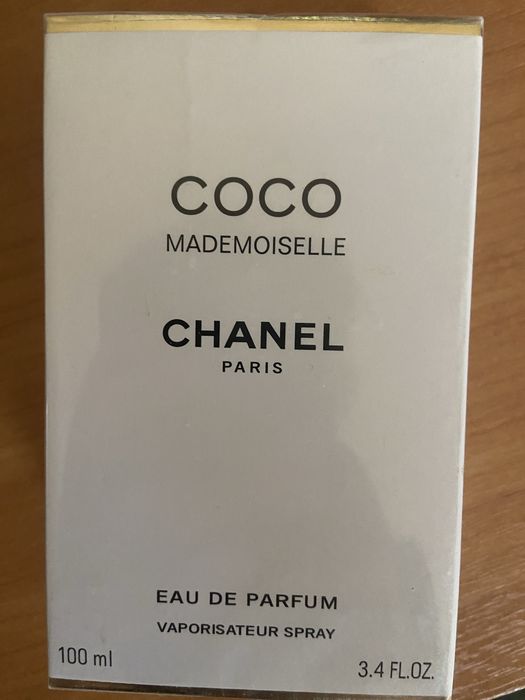 COCO
MADEMOISELLE
CHANEL
PARIS
EAU DE PARFUM
VAPORISATEUR SPRAY
100 ml
3.4 FL.OZ.